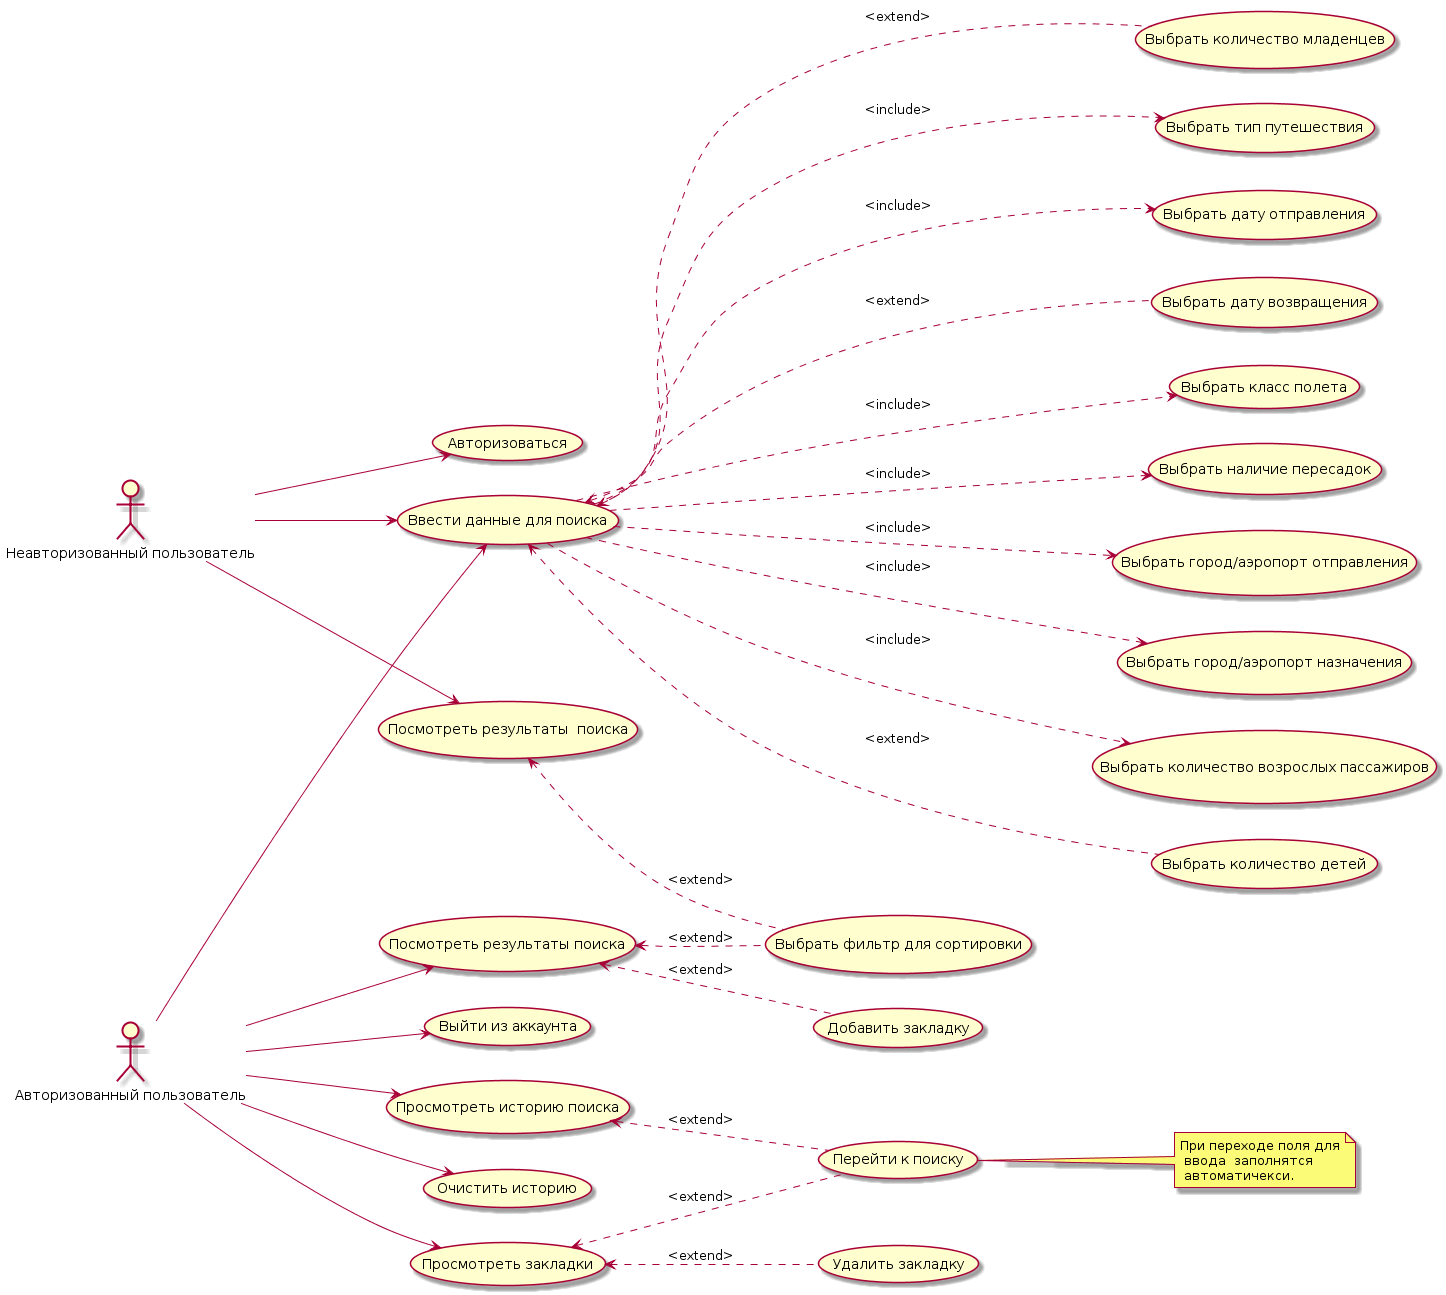 <extend>
Выбрать количество младенцев
<include>
Выбрать тип путешествия
<include>
Выбрать дату отправления
<extend>
Выбрать дату возвращения
<include>
Выбрать класс полета
Авторизоваться
<include>
Выбрать наличие пересадок
Ввести данные для поиска
<include>
Выбрать город/аэропорт отправления
Неавторизованный пользователь
<include>
Выбрать город/аэропорт назначения
<include>
Посмотреть результаты  поиска
<extend>
Выбрать количество возрослых пассажиров
Выбрать количество детей
<extend>
Посмотреть результаты поиска
<extend>
Выбрать фильтр для сортировки
<extend>
Добавить закладку
Выйти из аккаунта
Авторизованный пользователь
Просмотреть историю поиска
<extend>
Перейти к поиску
При переходе поля для
ввода  заполнятся
автоматичекси.
Очистить историю
<extend>
Просмотреть закладки
<extend>
Удалить закладку